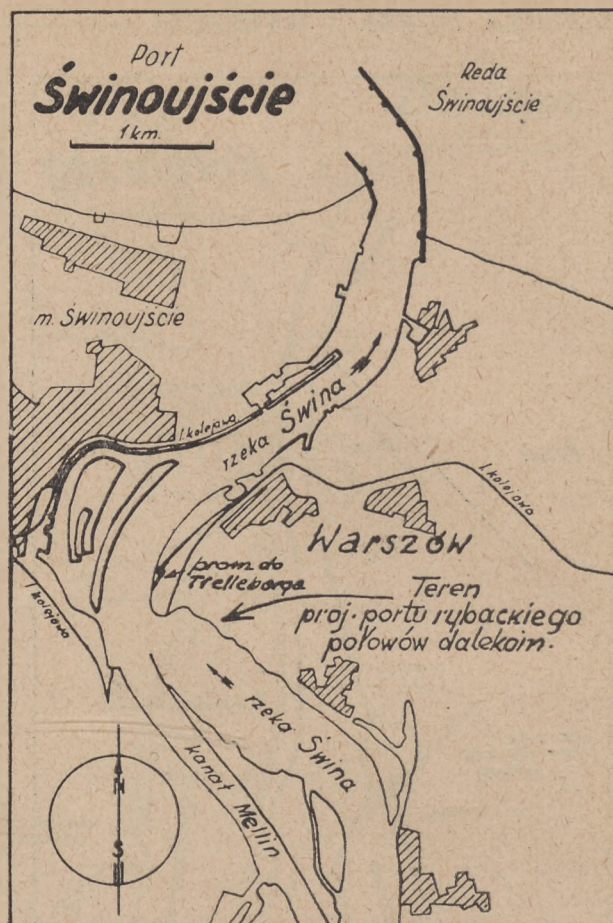 Port
Świnoujście
1 km.
Reda
Świnoujście
m. Świnoujście
l. kolejowa
rzeka Świna
l. kolejowa
Warszów
prom do
Trelleborga
Teren
proj. portu rybackiego
połowów dalekom.
l. kolejowa
rzeka Świna
kanał Mellin
N
S